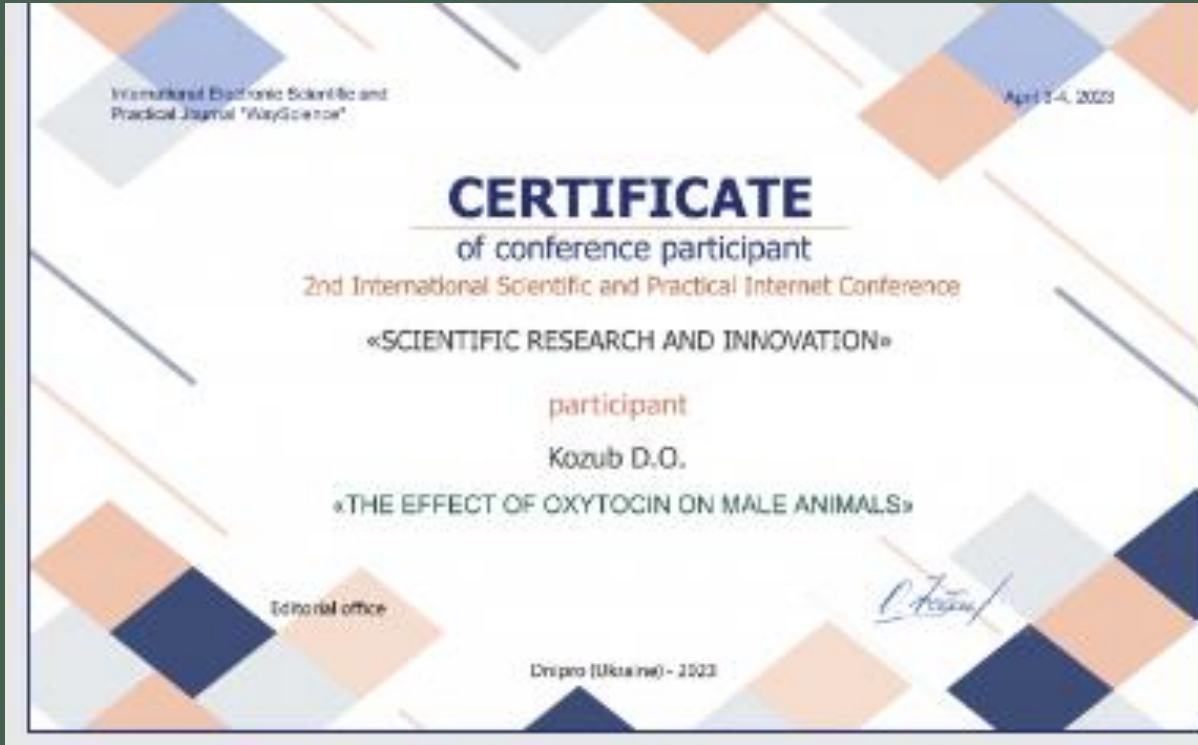 International Electronic Scientific and
Practical Journal "WayScience"
April 3-4, 2023
CERTIFICATE
of conference participant
2nd International Scientific and Practical Internet Conference
«SCIENTIFIC RESEARCH AND INNOVATION»
participant
Kozub D.O.
«THE EFFECT OF OXYTOCIN ON MALE ANIMALS»
Editorial office
Dnipro (Ukraine) - 2023